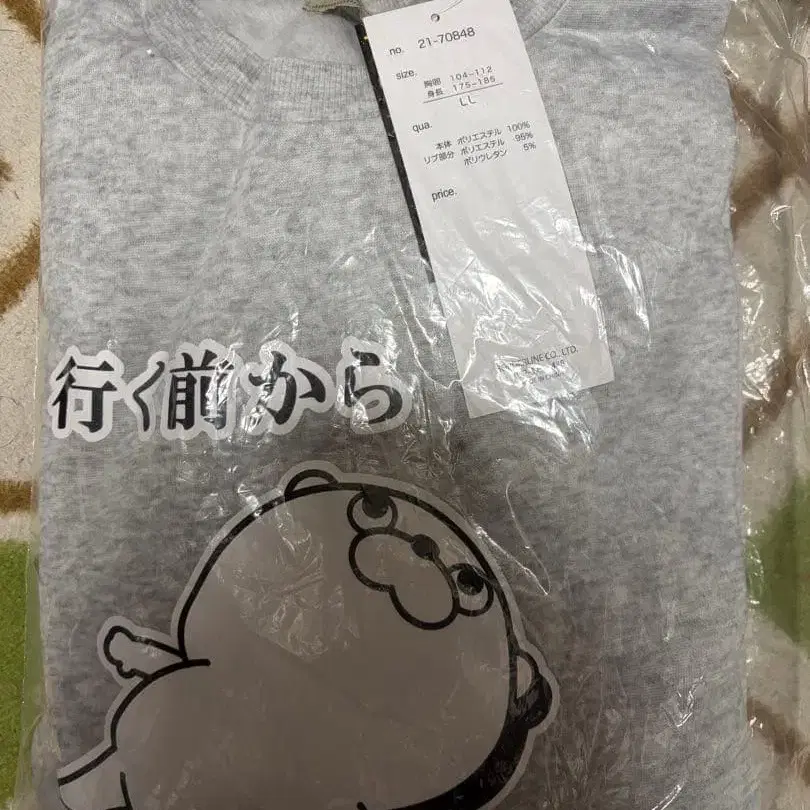 no. 21-70848
size.
胸囲 104-112
身長 175-185
LL
qua.
本体 ポリエステル 100%
リブ部分 ポリエステル 95%
ポリウレタン 5%
price.
CO.,LTD.
行く前から